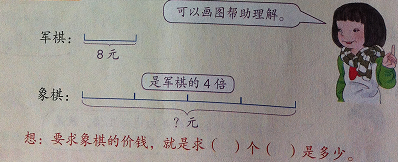 可以画图帮助理解。
军棋：
8元
是军棋的4倍
象棋：
？元
想：要求象棋的价钱，就是求（ ）个（ ）是多少。